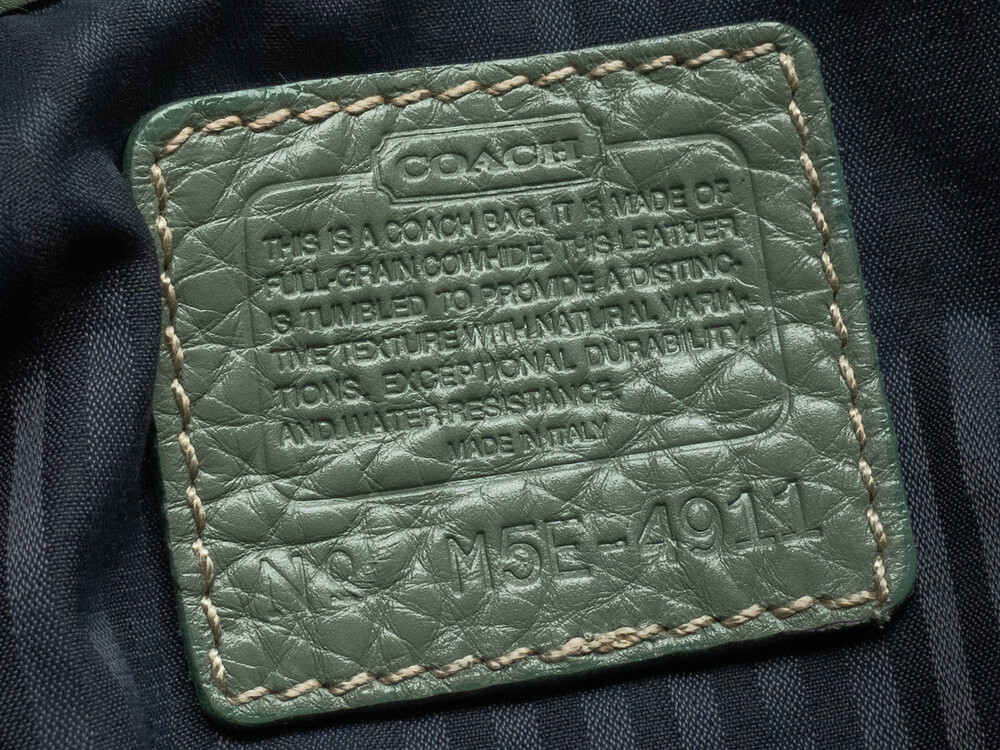 COACH
THIS IS A COACH BAG. IT IS MADE OF
FULL-GRAIN COWHIDE. THIS LEATHER
IS TUMBLED TO PROVIDE A DISTINC-
TIVE TEXTURE WITH NATURAL VARIA-
TIONS, EXCEPTIONAL DURABILITY,
AND WATER-RESISTANCE.
MADE IN ITALY
No M5E-4911